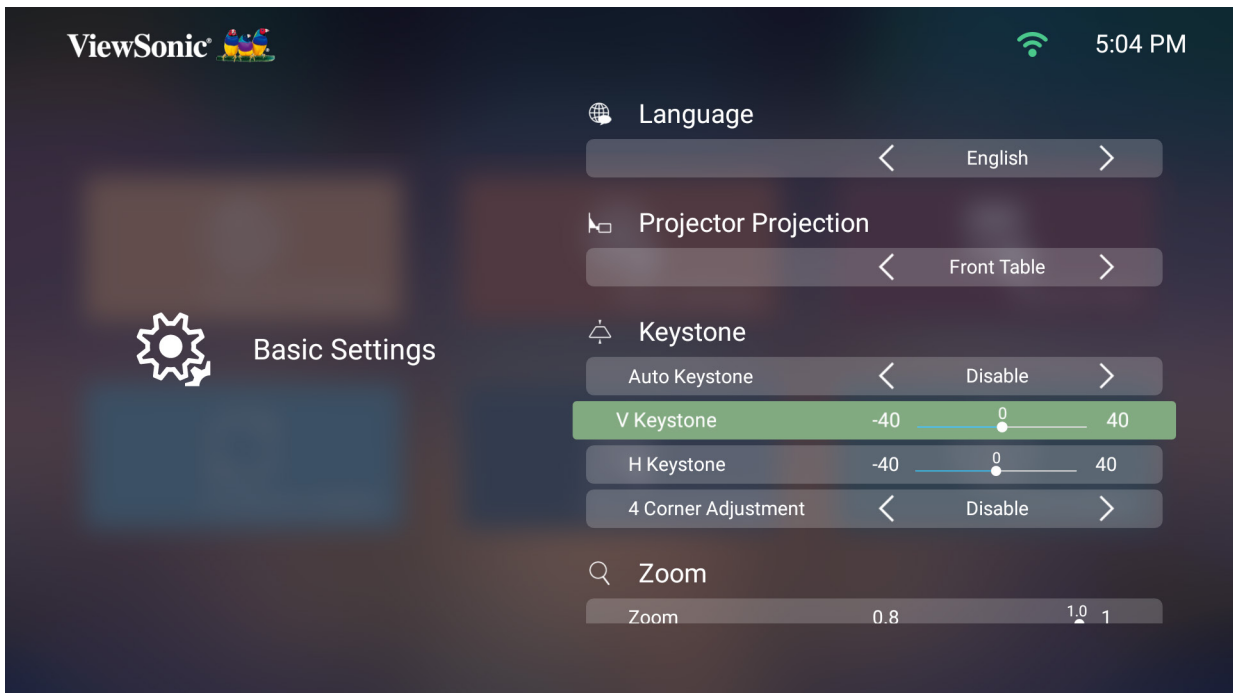 ViewSonic®
5:04 PM
Language
English
Projector Projection
Front Table
Keystone
Auto Keystone Disable
V Keystone -40 0 40
H Keystone -40 0 40
4 Corner Adjustment Disable
Basic Settings
Zoom
Zoom 0.8 1.0 1